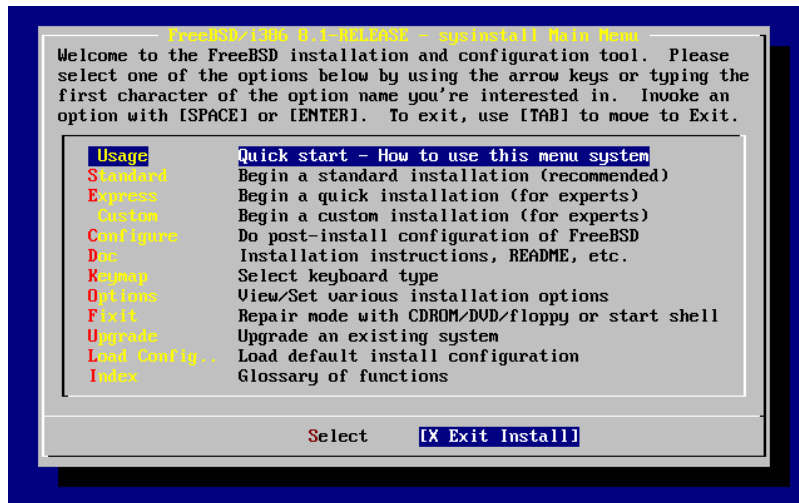 FreeBSD/i386 8.1-RELEASE - sysinstall Main Menu
Welcome to the FreeBSD installation and configuration tool.  Please
select one of the options below by using the arrow keys or typing the
first character of the option name you're interested in.  Invoke an
option with [SPACE] or [ENTER].  To exit, use [TAB] to move to Exit.
Usage Quick start - How to use this menu system
Standard Begin a standard installation (recommended)
Express Begin a quick installation (for experts)
Custom Begin a custom installation (for experts)
Configure Do post-install configuration of FreeBSD
Doc Installation instructions, README, etc.
Keymap Select keyboard type
Options View/Set various installation options
Fixit Repair mode with CDROM/DVD/floppy or start shell
Upgrade Upgrade an existing system
Load Config.. Load default install configuration
Index Glossary of functions
Select [X Exit Install]